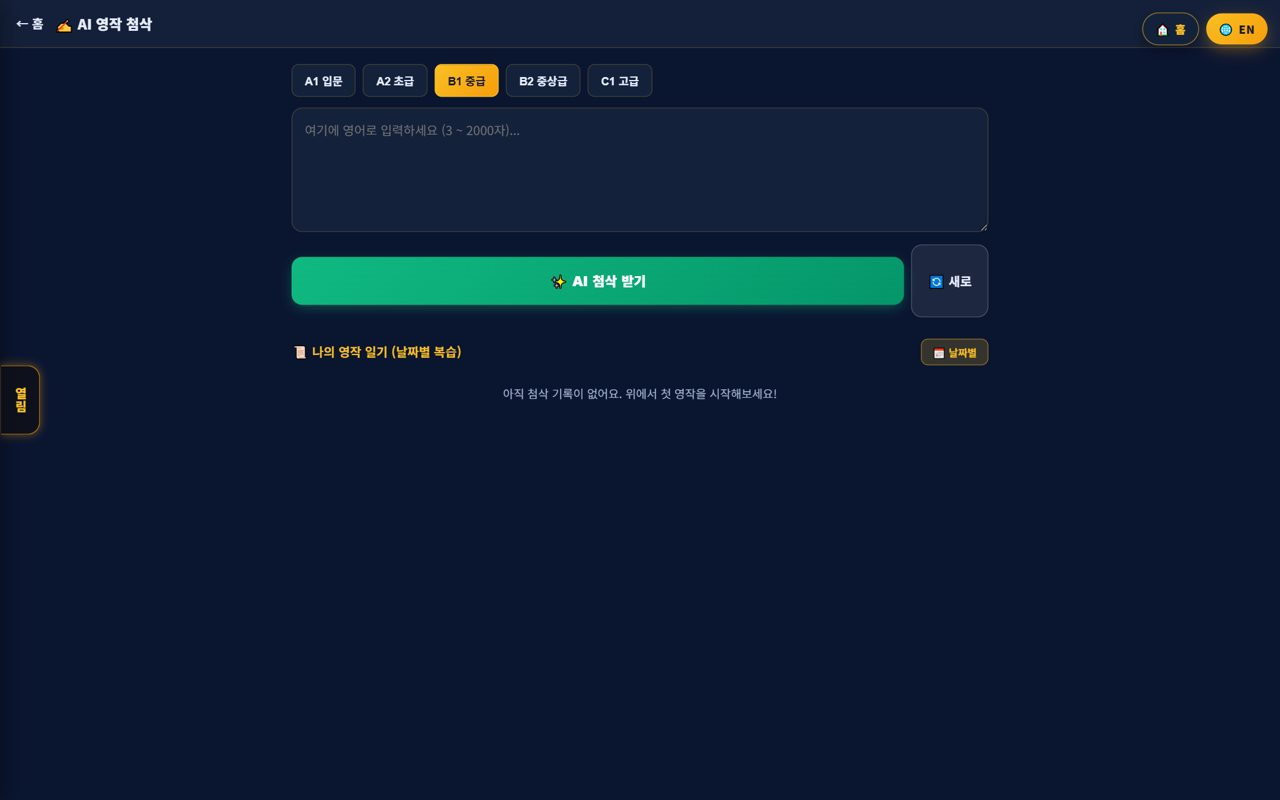 ← 홈 ✍️ AI 영작 첨삭
🏠 홈 🌐 EN
A1 입문 A2 초급 B1 중급 B2 중상급 C1 고급
여기에 영어로 입력하세요 (3 ~ 2000자)...
✨ AI 첨삭 받기 🔄 새로
📜 나의 영작 일기 (날짜별 복습) 📅 날짜별
열림
아직 첨삭 기록이 없어요. 위에서 첫 영작을 시작해보세요!